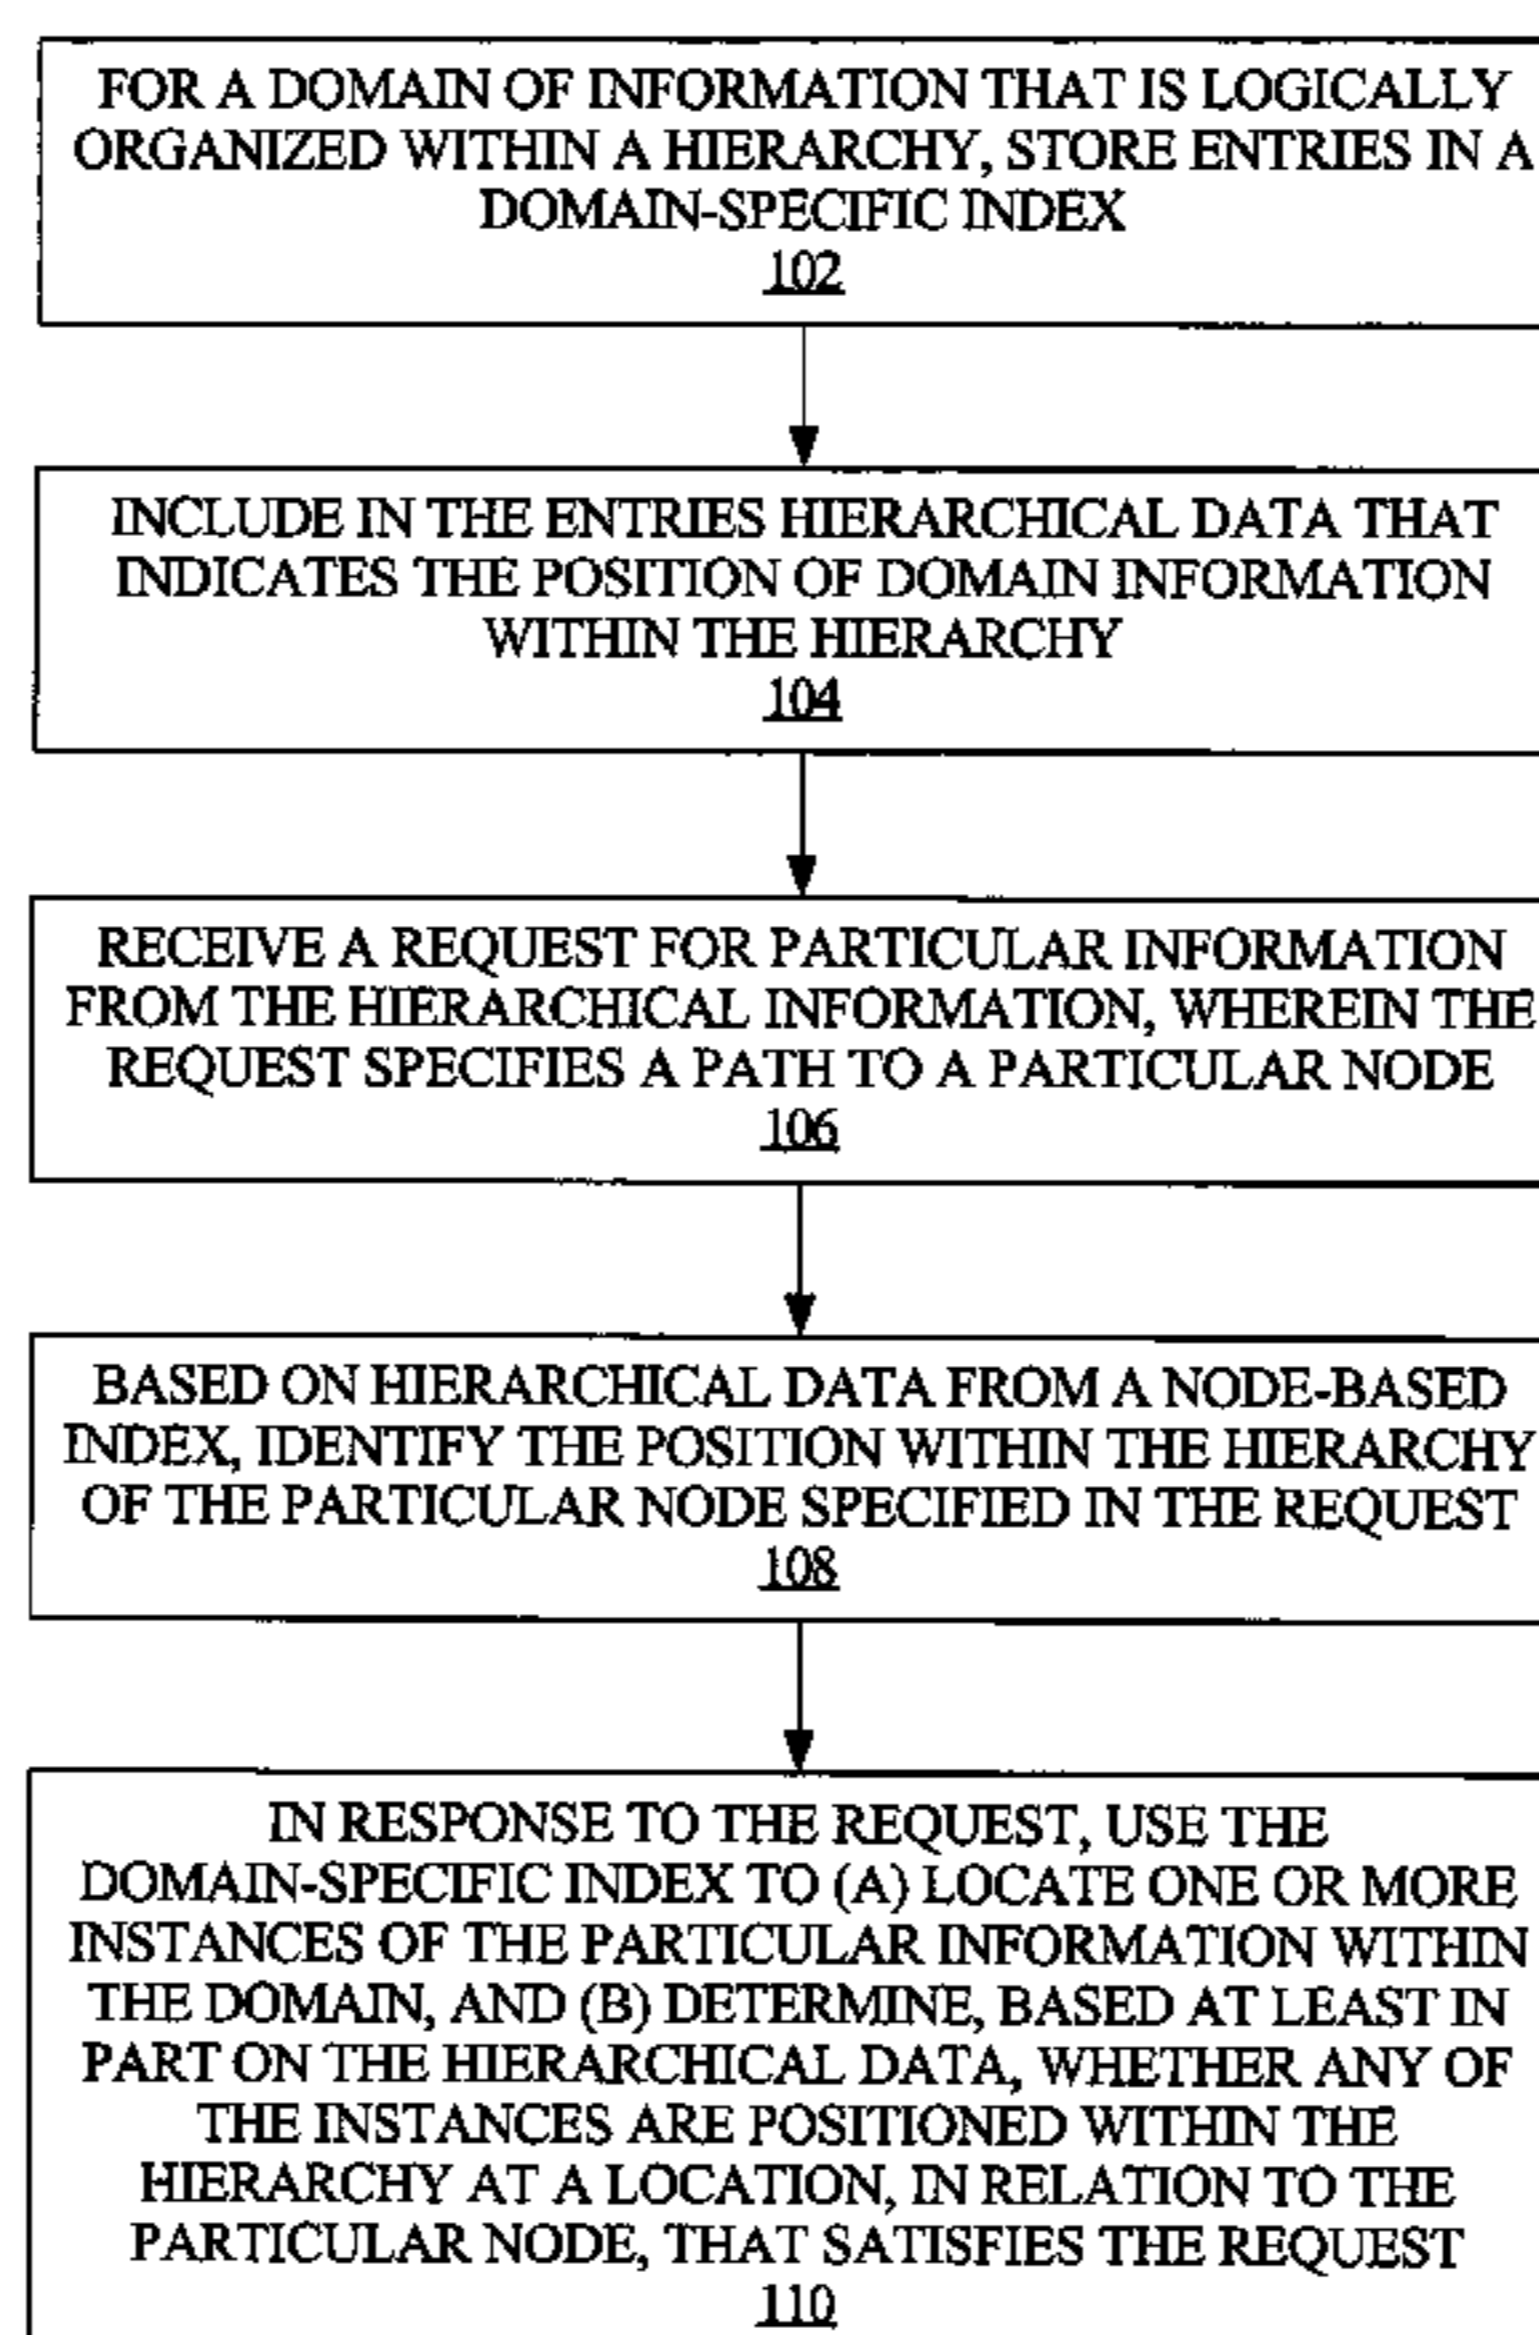 FOR A DOMAIN OF INFORMATION THAT IS LOGICALLY
ORGANIZED WITHIN A HIERARCHY, STORE ENTRIES IN A
DOMAIN-SPECIFIC INDEX
102
INCLUDE IN THE ENTRIES HIERARCHICAL DATA THAT
INDICATES THE POSITION OF DOMAIN INFORMATION
WITHIN THE HIERARCHY
104
RECEIVE A REQUEST FOR PARTICULAR INFORMATION
FROM THE HIERARCHICAL INFORMATION, WHEREIN THE
REQUEST SPECIFIES A PATH TO A PARTICULAR NODE
106
BASED ON HIERARCHICAL DATA FROM A NODE-BASED
INDEX, IDENTIFY THE POSITION WITHIN THE HIERARCHY
OF THE PARTICULAR NODE SPECIFIED IN THE REQUEST
108
IN RESPONSE TO THE REQUEST, USE THE
DOMAIN-SPECIFIC INDEX TO (A) LOCATE ONE OR MORE
INSTANCES OF THE PARTICULAR INFORMATION WITHIN
THE DOMAIN, AND (B) DETERMINE, BASED AT LEAST IN
PART ON THE HIERARCHICAL DATA, WHETHER ANY OF
THE INSTANCES ARE POSITIONED WITHIN THE
HIERARCHY AT A LOCATION, IN RELATION TO THE
PARTICULAR NODE, THAT SATISFIES THE REQUEST
110